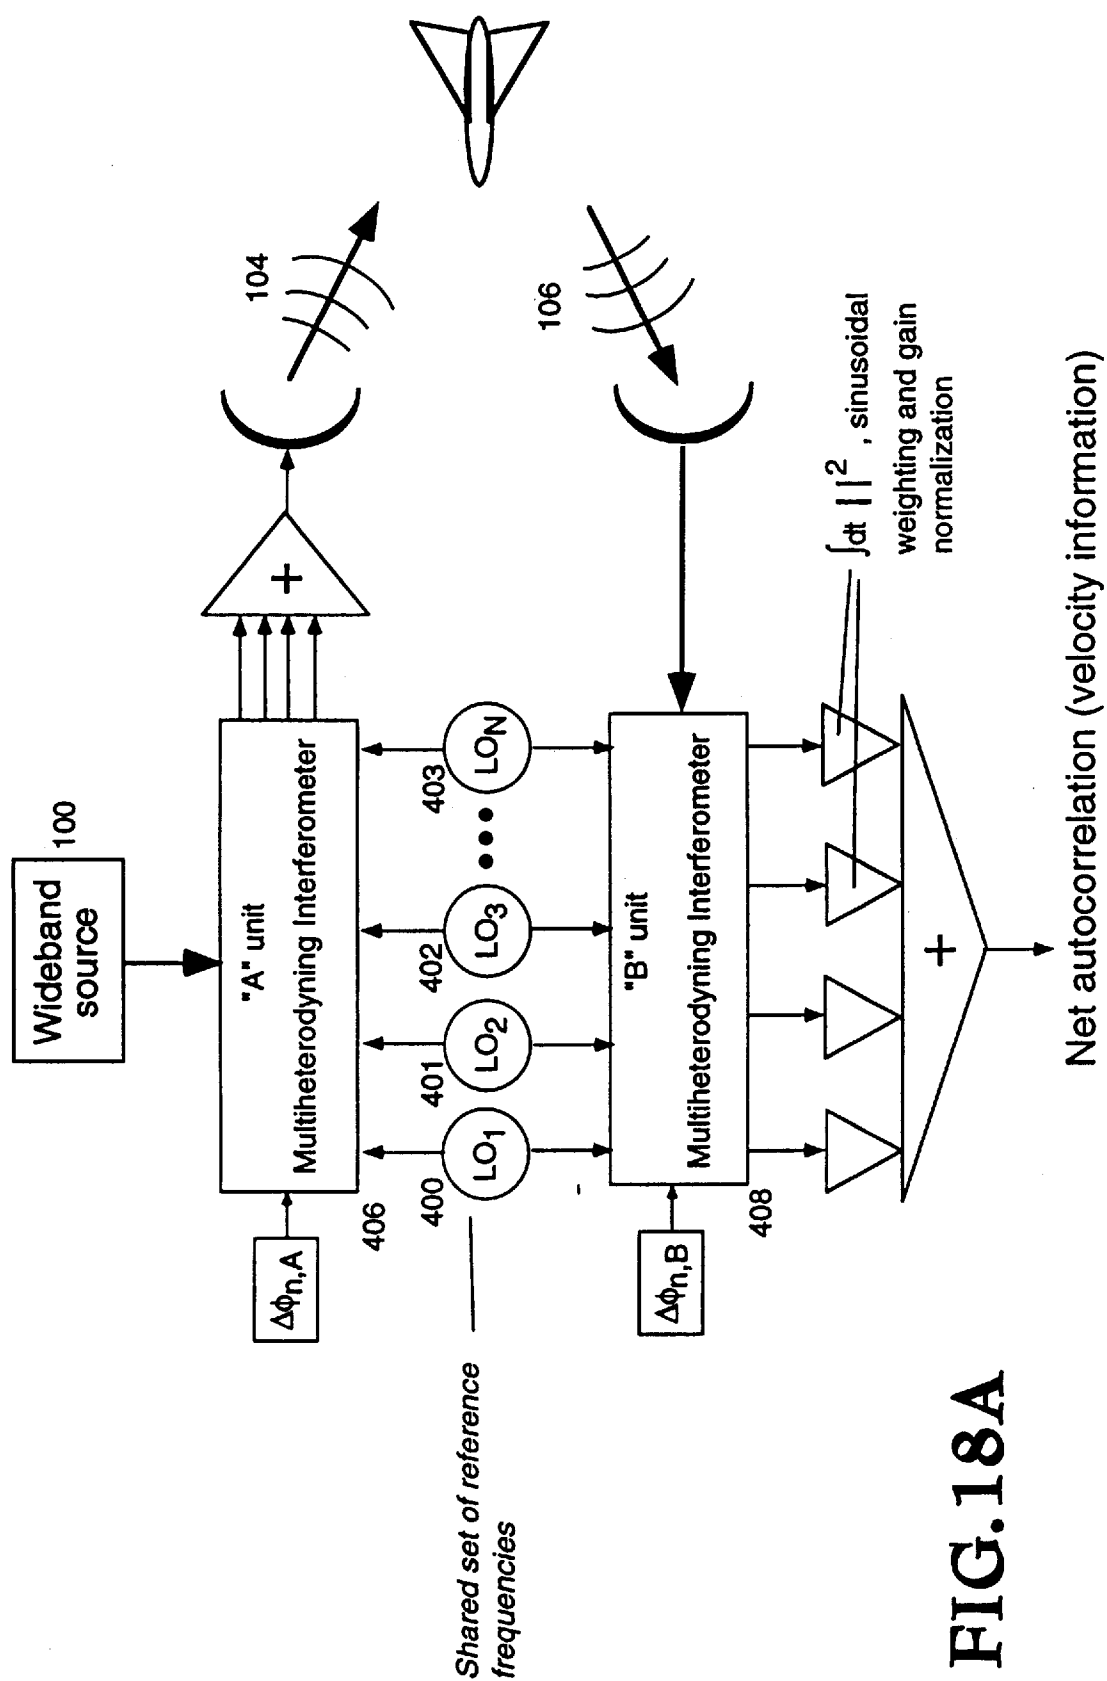 Wideband
source
100
"A" unit
Multiheterodyning Interferometer
Δϕn,A
406
+
104
Shared set of reference
frequencies
400
LO1
401
LO2
402
LO3
403
LON
"B" unit
Multiheterodyning Interferometer
Δϕn,B
408
106
∫dt | |², sinusoidal
weighting and gain
normalization
+
Net autocorrelation (velocity information)
FIG.18A